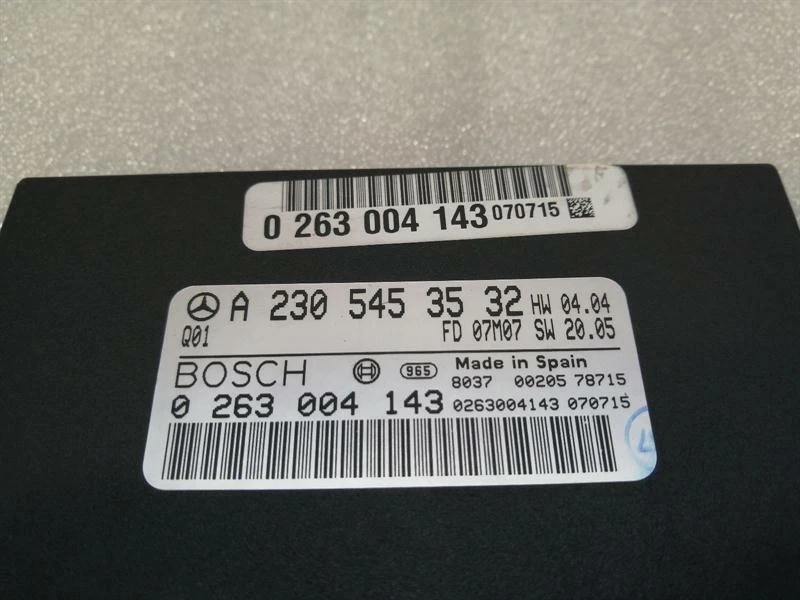 0 263 004 143 070715
A 230 545 35 32 HW 04.04
Q01 FD 07M07 SW 20.05
BOSCH 965 Made in Spain
8037 00205 78715
0 263 004 143 0263004143 070715